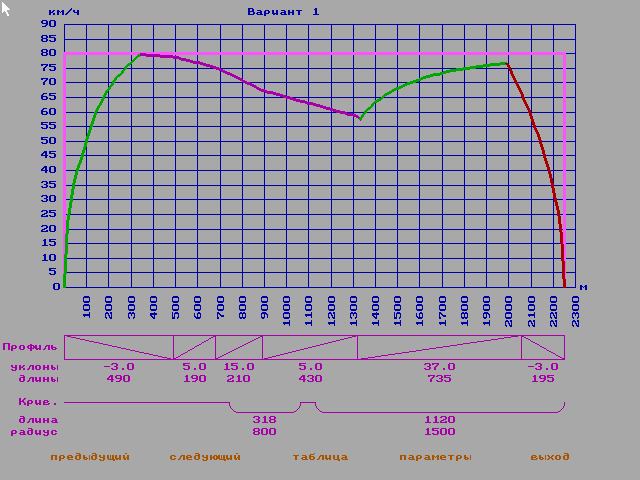 км/ч Вариант 1
90
85
80
75
70
65
60
55
50
45
40
35
30
25
20
15
10
5
0
м
100 200 300 400 500 600 700 800 900 1000 1100 1200 1300 1400 1500 1600 1700 1800 1900 2000 2100 2200 2300
Профиль
уклоны -3.0 5.0 15.0 5.0 37.0 -3.0
длины 490 190 210 430 735 195
Крив.
длина 318 1120
радиус 800 1500
предыдущий следующий таблица параметры выход